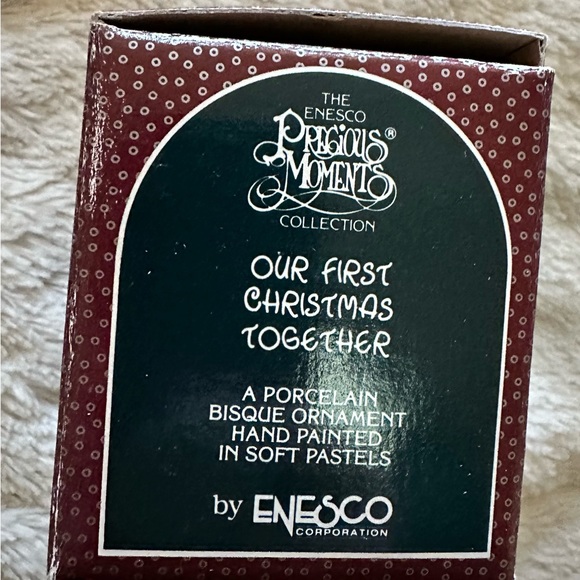 THE
ENESCO
PRECIOUS®
MOMENTS
COLLECTION
OUR FIRST
CHRISTMAS
TOGETHER
A PORCELAIN
BISQUE ORNAMENT
HAND PAINTED
IN SOFT PASTELS
by ENESCO
CORPORATION